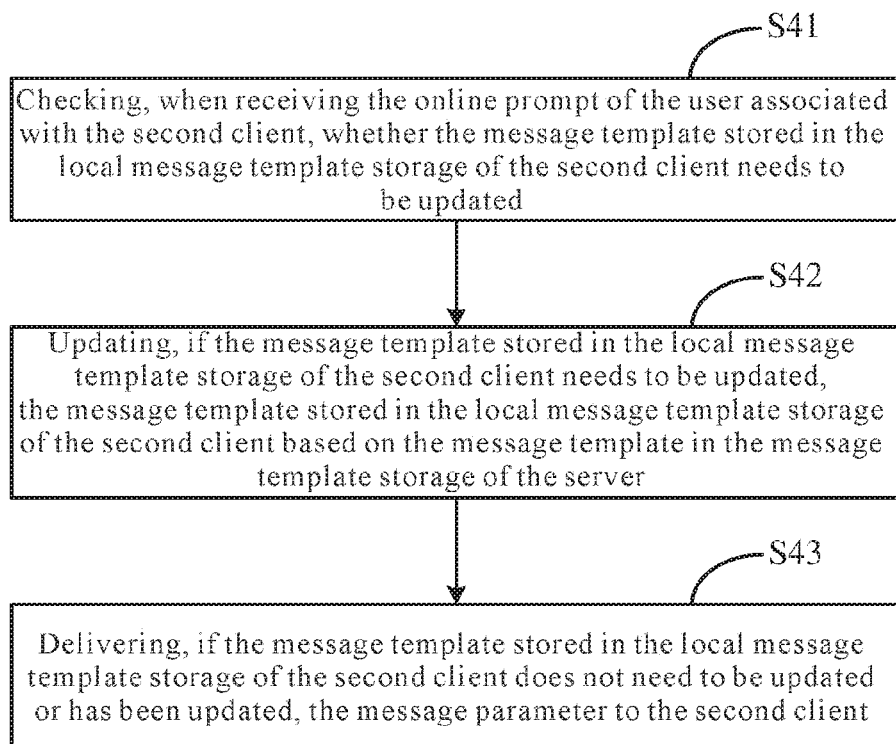 S41
Checking, when receiving the online prompt of the user associated
with the second client, whether the message template stored in the
local message template storage of the second client needs to
be updated
S42
Updating, if the message template stored in the local message
template storage of the second client needs to be updated,
the message template stored in the local message template storage
of the second client based on the message template in the message
template storage of the server
S43
Delivering, if the message template stored in the local message
template storage of the second client does not need to be updated
or has been updated, the message parameter to the second client